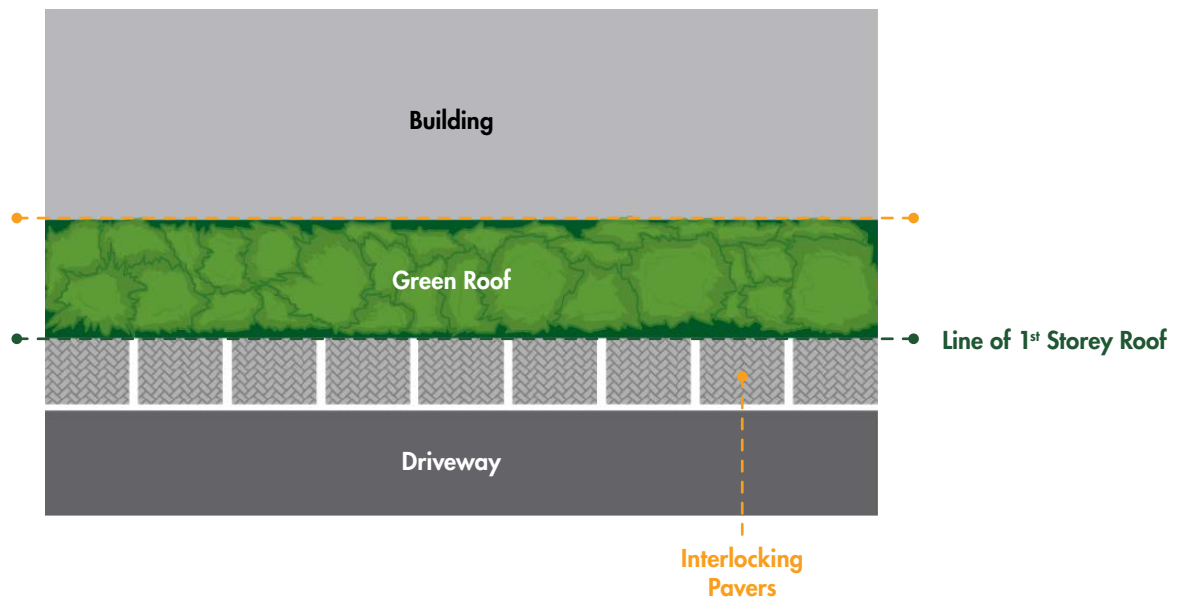 Building
Green Roof
Line of 1st Storey Roof
Driveway
Interlocking
Pavers